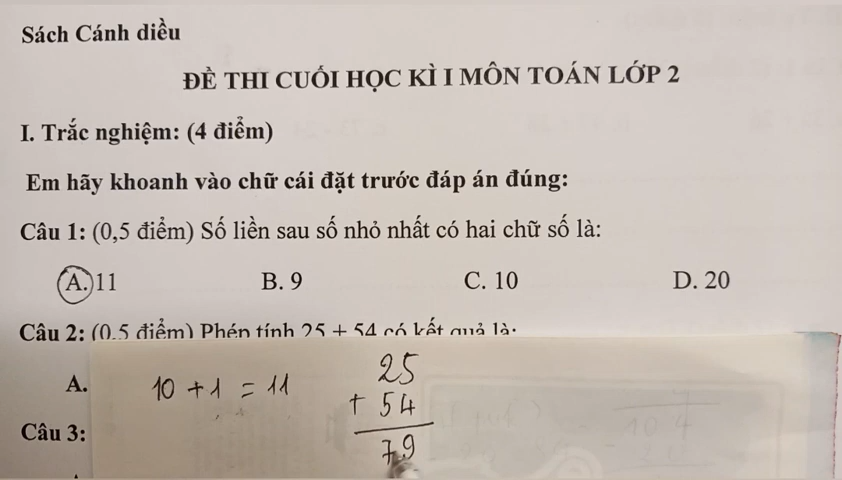 Sách Cánh diều
ĐỀ THI CUỐI HỌC KÌ I MÔN TOÁN LỚP 2
I. Trắc nghiệm: (4 điểm)
Em hãy khoanh vào chữ cái đặt trước đáp án đúng:
Câu 1: (0,5 điểm) Số liền sau số nhỏ nhất có hai chữ số là:
A. 11 B. 9 C. 10 D. 20
Câu 2: (0,5 điểm) Phép tính 25 + 54 có kết quả là:
A.
10 + 1 = 11
25
+ 54
79
Câu 3: